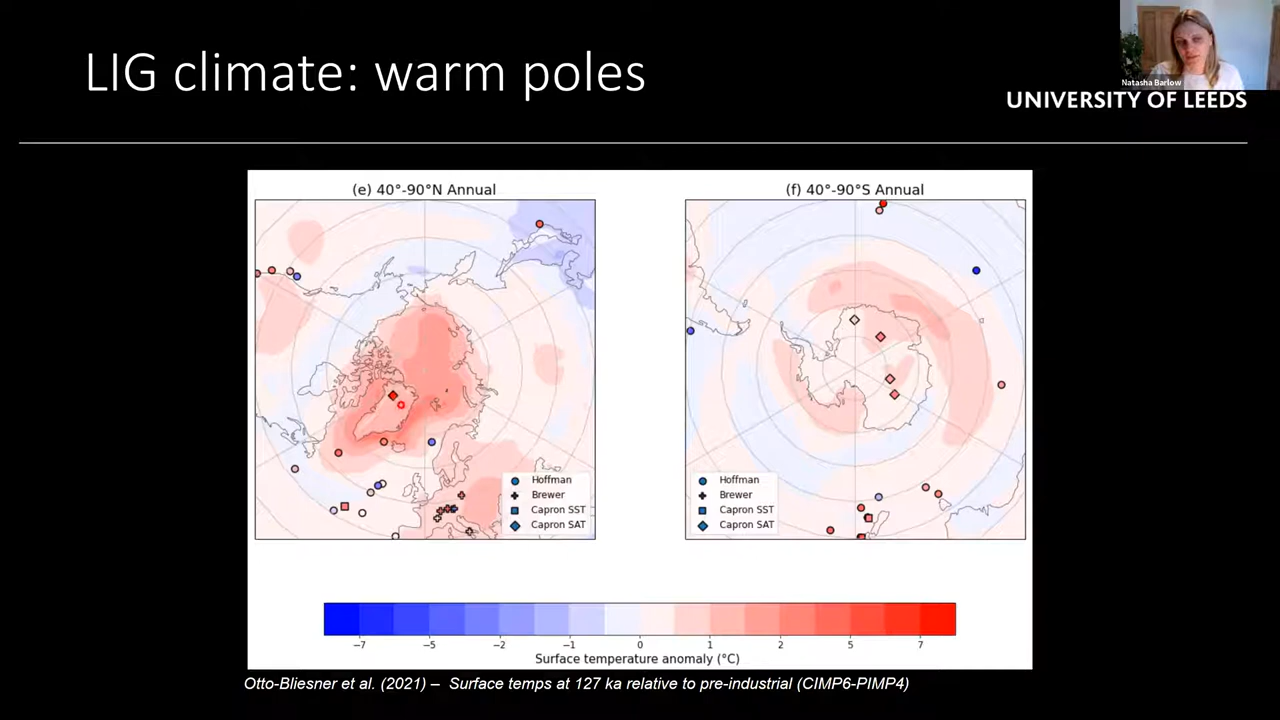 LIG climate: warm poles
Natasha Barlow
UNIVERSITY OF LEEDS
(e) 40°-90°N Annual
(f) 40°-90°S Annual
Hoffman
Brewer
Capron SST
Capron SAT
Hoffman
Brewer
Capron SST
Capron SAT
−7 −5 −2 −1 0 1 2 5 7
Surface temperature anomaly (°C)
Otto-Bliesner et al. (2021) – Surface temps at 127 ka relative to pre-industrial (CIMP6-PIMP4)